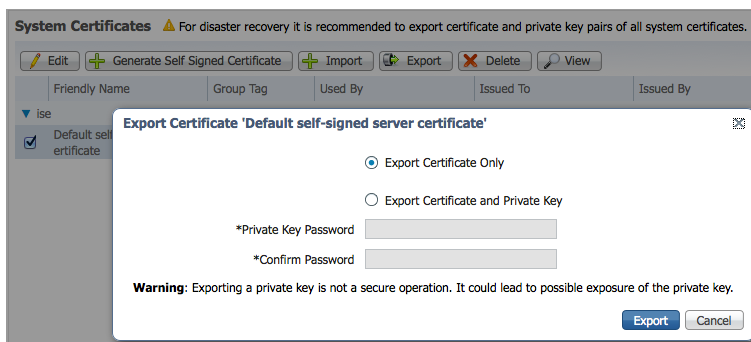 System Certificates For disaster recovery it is recommended to export certificate and private key pairs of all system certificates.
Edit Generate Self Signed Certificate Import Export Delete View
Friendly Name Group Tag Used By Issued To Issued By
ise
Export Certificate 'Default self-signed server certificate'
Default self
ertificate
Export Certificate Only
Export Certificate and Private Key
*Private Key Password
*Confirm Password
Warning: Exporting a private key is not a secure operation. It could lead to possible exposure of the private key.
Export Cancel